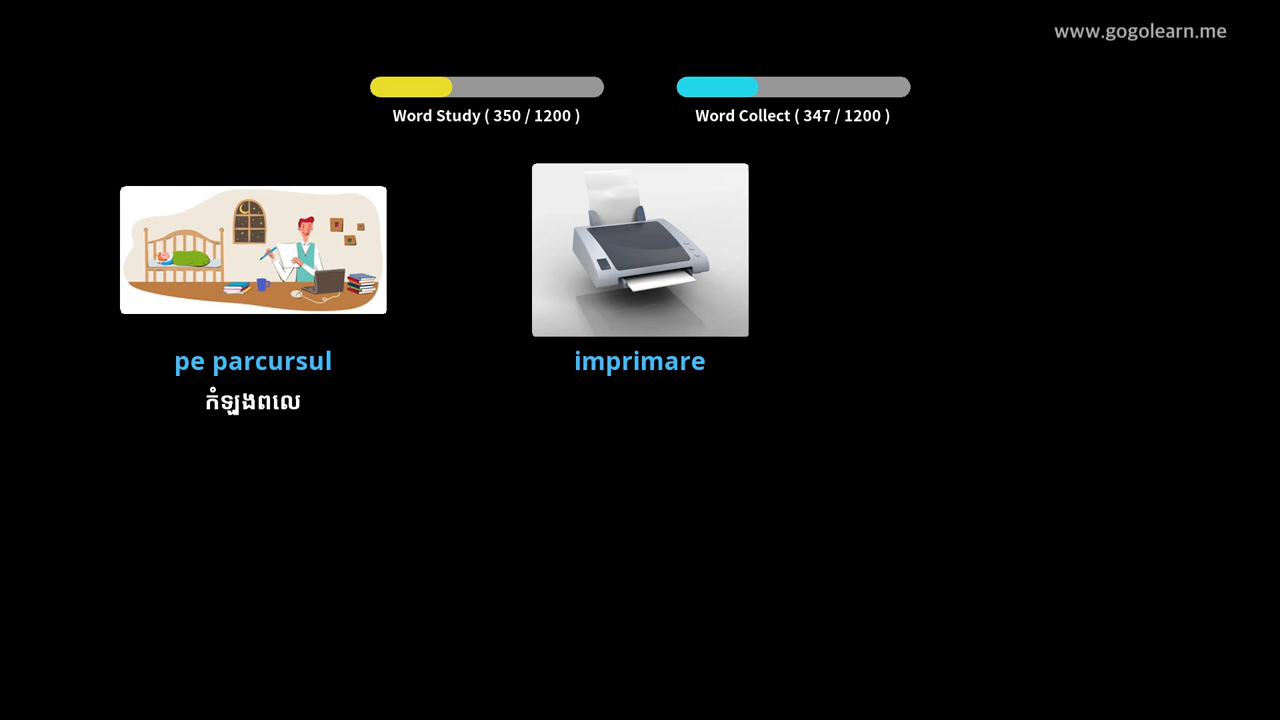 www.gogolearn.me
Word Study ( 350 / 1200 )
Word Collect ( 347 / 1200 )
pe parcursul
imprimare
កំឡុងពលេ